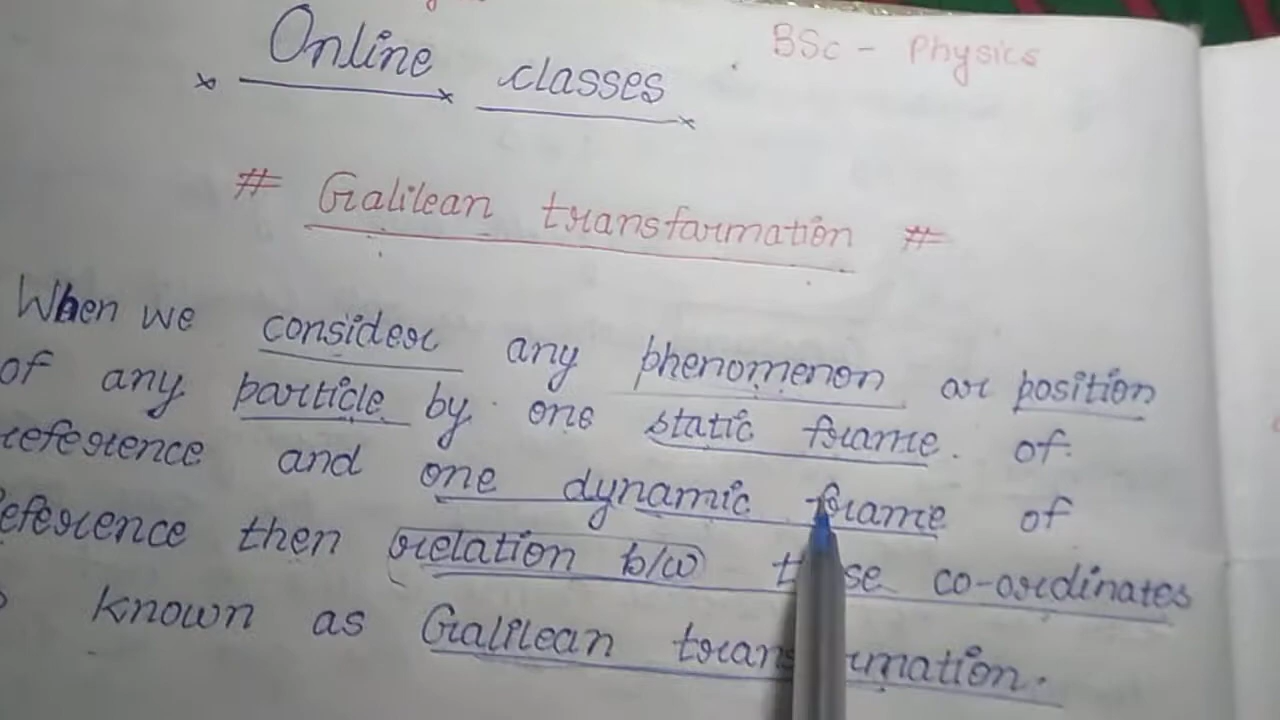 Online classes
BSc - Physics
# Galilean transformation #
When we consider any phenomenon or position
of any particle by one static frame. of
reference and one dynamic frame of
reference then relation b/w these co-ordinates
known as Galilean transformation.